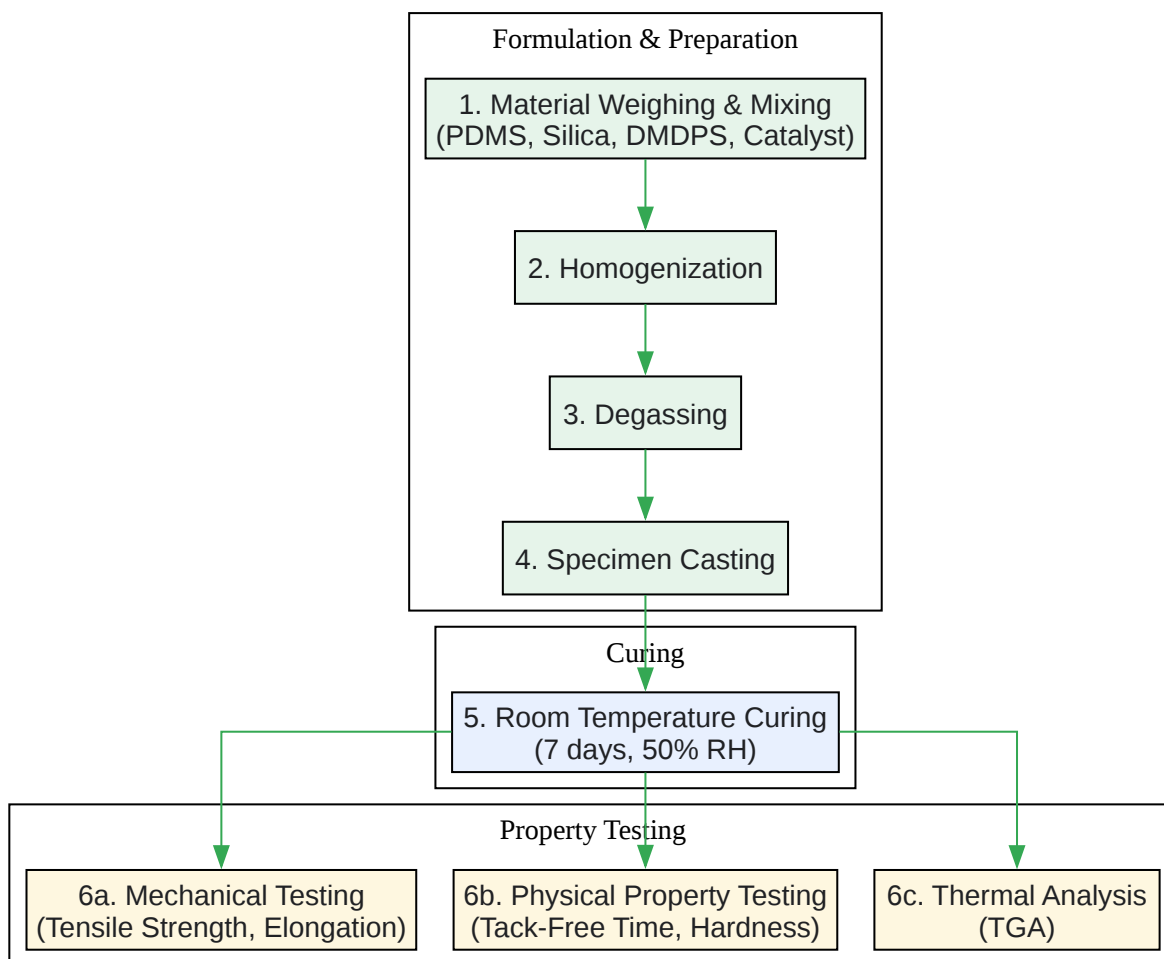 Formulation & Preparation
1. Material Weighing & Mixing
(PDMS, Silica, DMDPS, Catalyst)
2. Homogenization
3. Degassing
4. Specimen Casting
Curing
5. Room Temperature Curing
(7 days, 50% RH)
Property Testing
6a. Mechanical Testing
(Tensile Strength, Elongation)
6b. Physical Property Testing
(Tack-Free Time, Hardness)
6c. Thermal Analysis
(TGA)